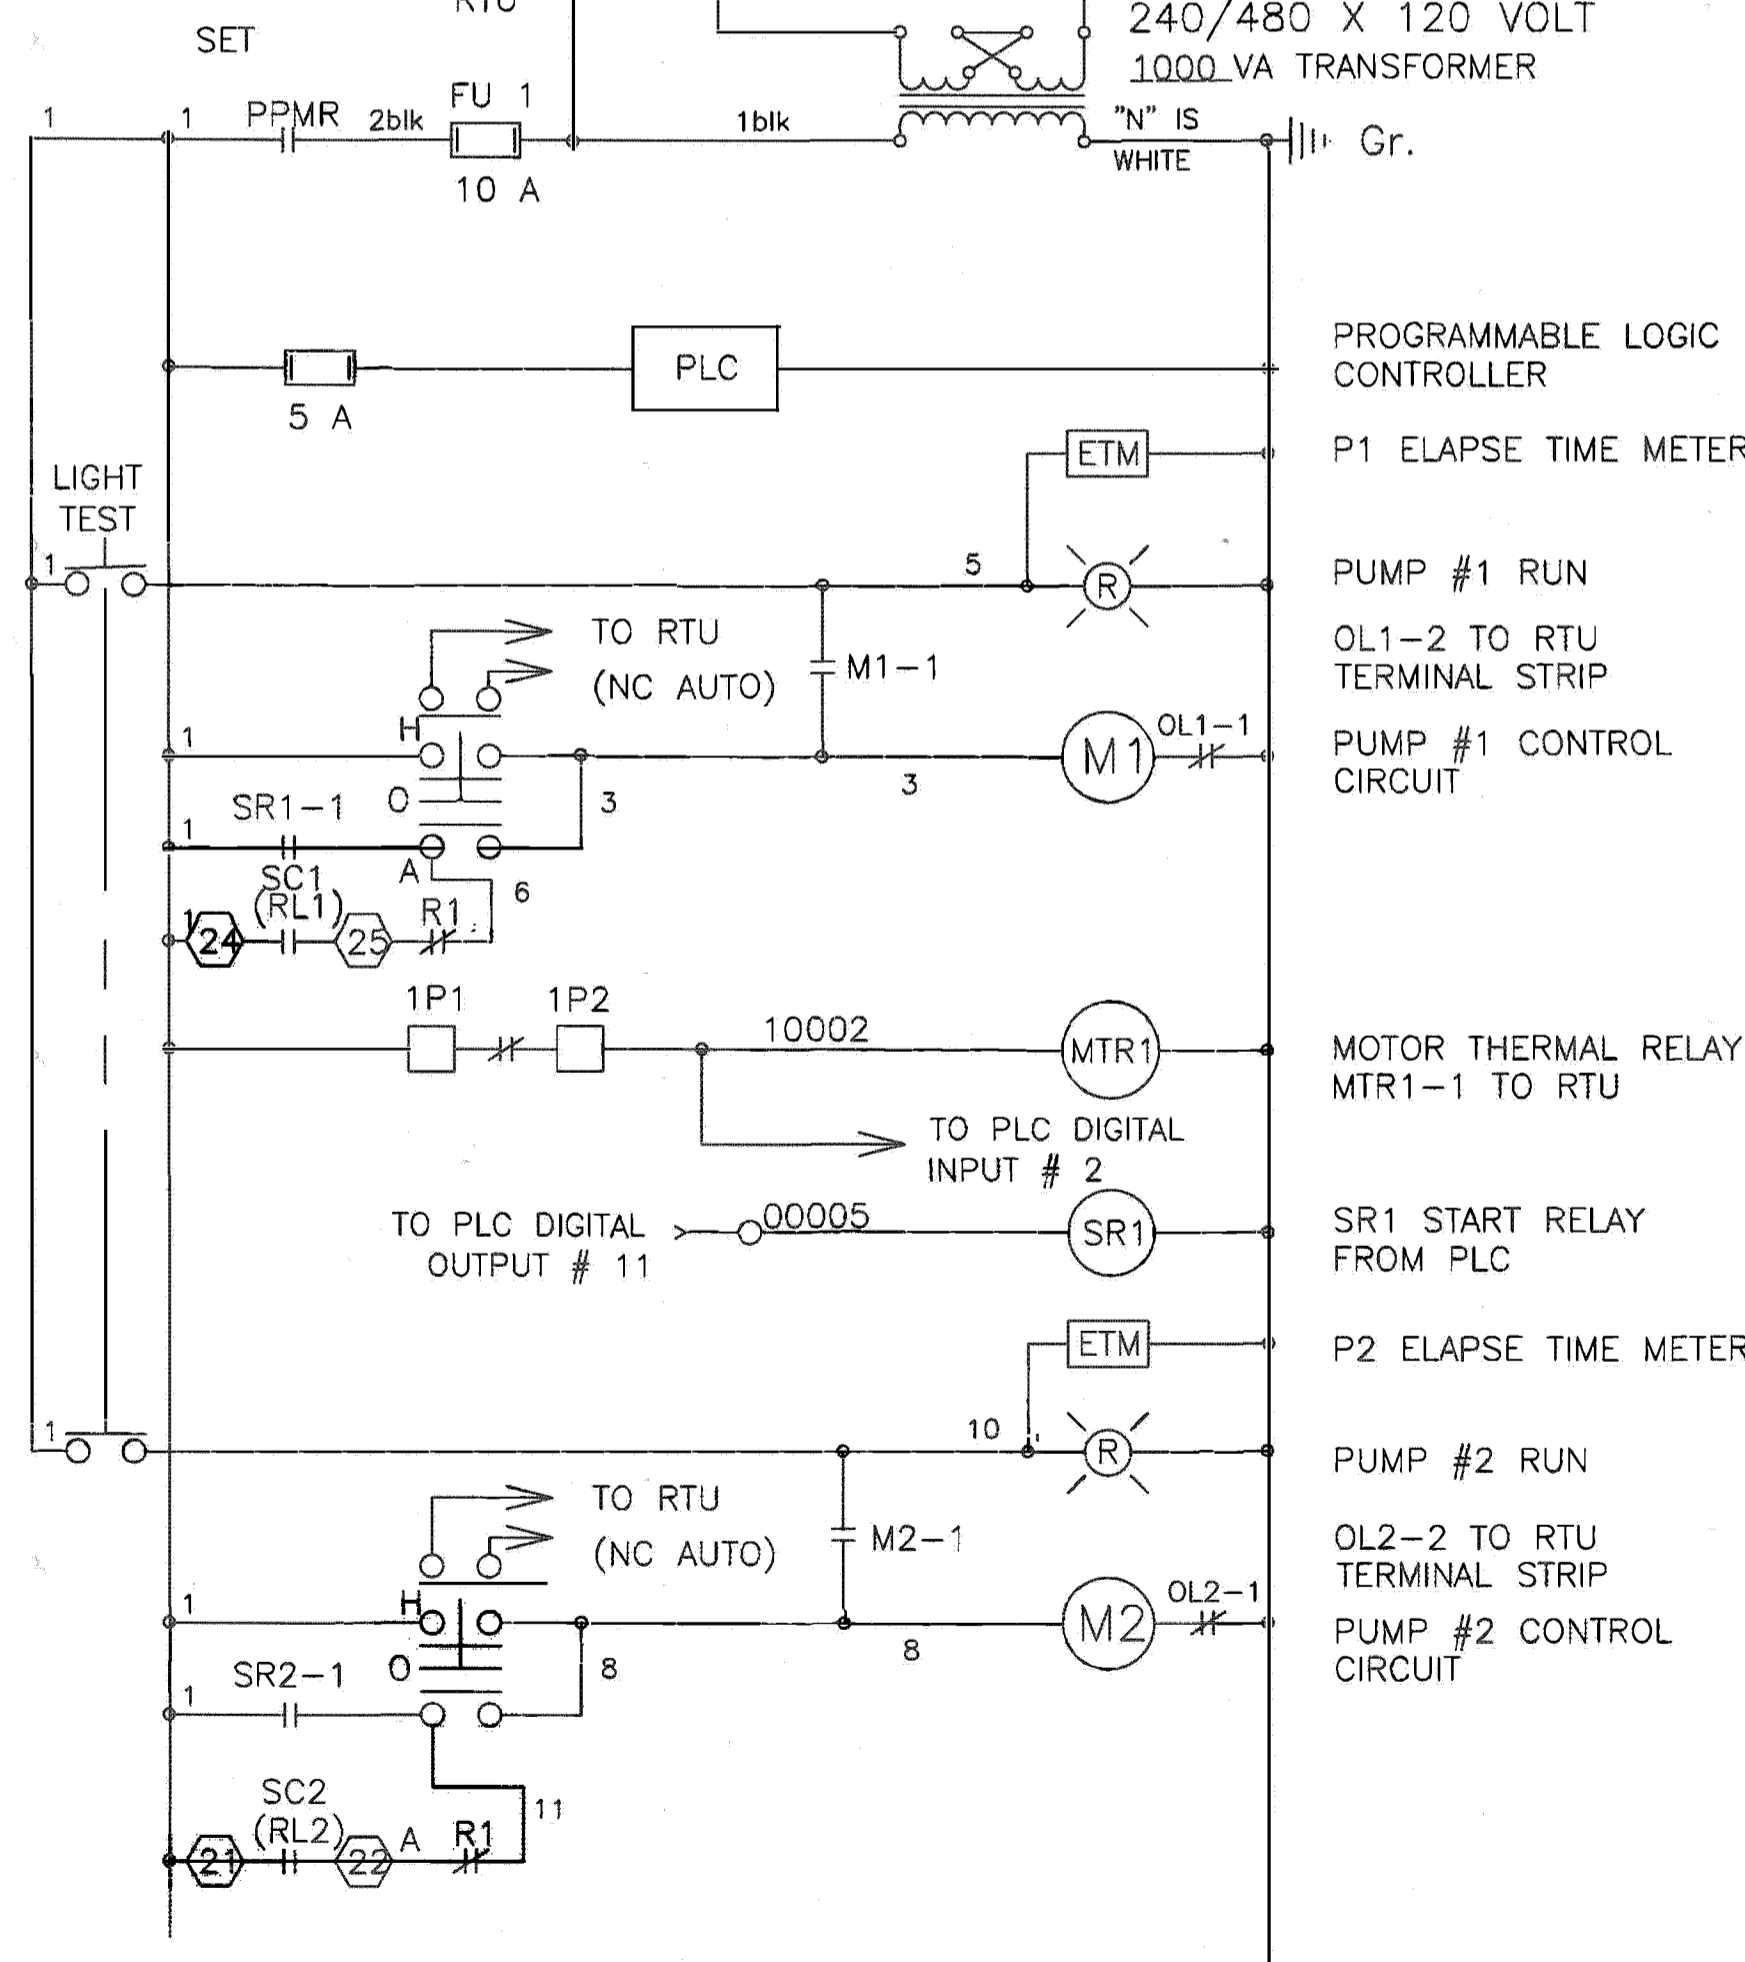 RTU
240/480 X 120 VOLT
SET
1000 VA TRANSFORMER
FU 1
1
1
PPMR
2blk
1blk
"N" IS
WHITE
Gr.
10 A
PROGRAMMABLE LOGIC
CONTROLLER
PLC
5 A
ETM
P1 ELAPSE TIME METER
LIGHT
TEST
1
5
R
PUMP #1 RUN
TO RTU
(NC AUTO)
OL1-2 TO RTU
TERMINAL STRIP
M1-1
H
1
OL1-1
M1
PUMP #1 CONTROL
CIRCUIT
3
3
O
SR1-1
1
A
SC1
(RL1)
6
R1
1
24
25
1P1
1P2
10002
MTR1
MOTOR THERMAL RELAY
MTR1-1 TO RTU
TO PLC DIGITAL
INPUT # 2
TO PLC DIGITAL
OUTPUT # 11
00005
SR1
SR1 START RELAY
FROM PLC
ETM
P2 ELAPSE TIME METER
1
10
R
PUMP #2 RUN
TO RTU
(NC AUTO)
M2-1
OL2-2 TO RTU
TERMINAL STRIP
H
1
OL2-1
M2
PUMP #2 CONTROL
CIRCUIT
8
8
O
SR2-1
1
SC2
(RL2)
11
A
R1
21
22